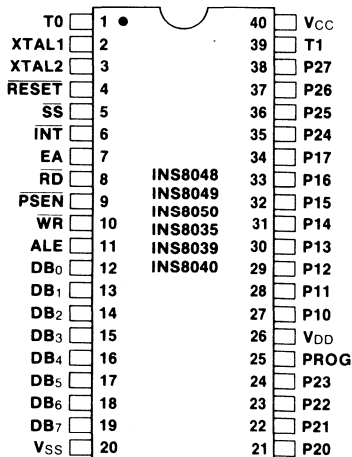 T0 1 40 VCC
XTAL1 2 39 T1
XTAL2 3 38 P27
RESET 4 37 P26
SS 5 36 P25
INT 6 35 P24
EA 7 34 P17
RD 8 INS8048 33 P16
PSEN 9 INS8049 32 P15
WR 10 INS8050 31 P14
ALE 11 INS8035 30 P13
DB0 12 INS8039 29 P12
DB1 13 INS8040 28 P11
DB2 14 27 P10
DB3 15 26 VDD
DB4 16 25 PROG
DB5 17 24 P23
DB6 18 23 P22
DB7 19 22 P21
VSS 20 21 P20